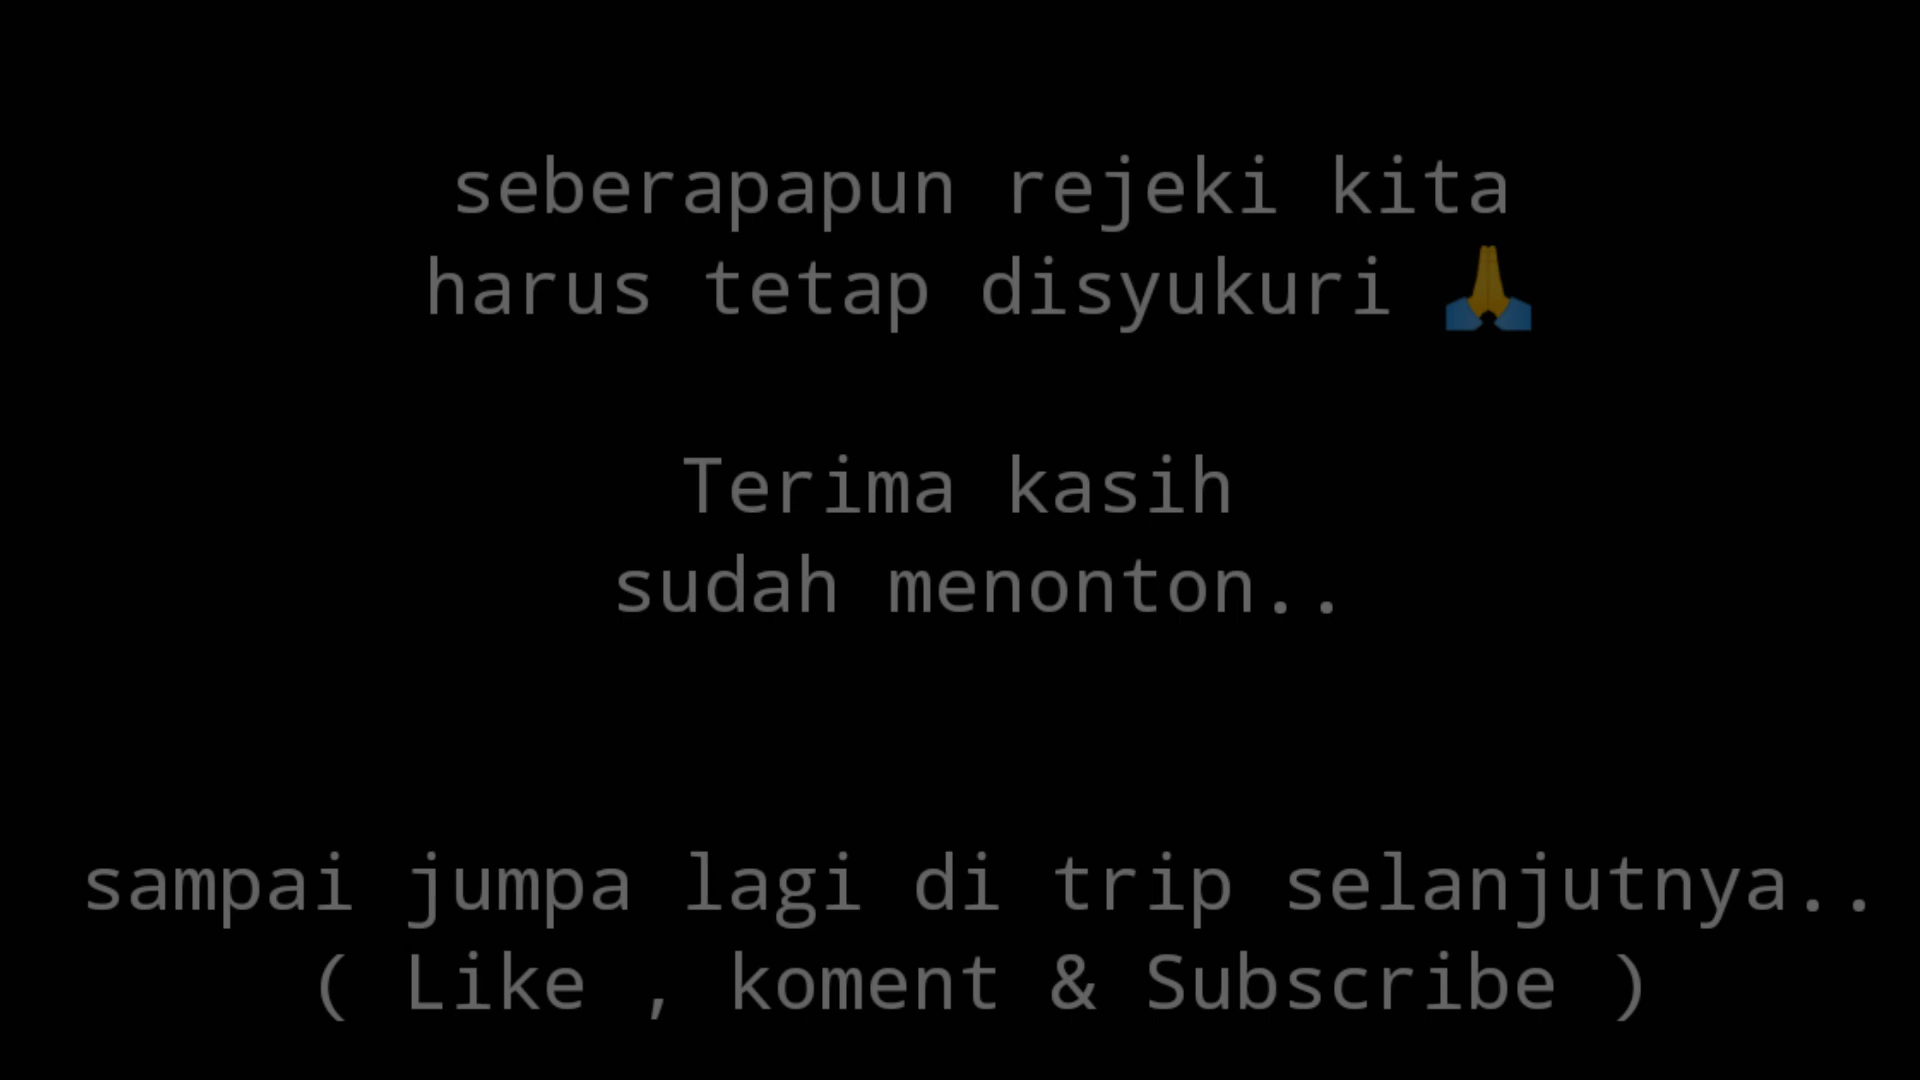 seberapapun rejeki kita
harus tetap disyukuri 🙏
Terima kasih
sudah menonton..
sampai jumpa lagi di trip selanjutnya..
( Like , koment & Subscribe )